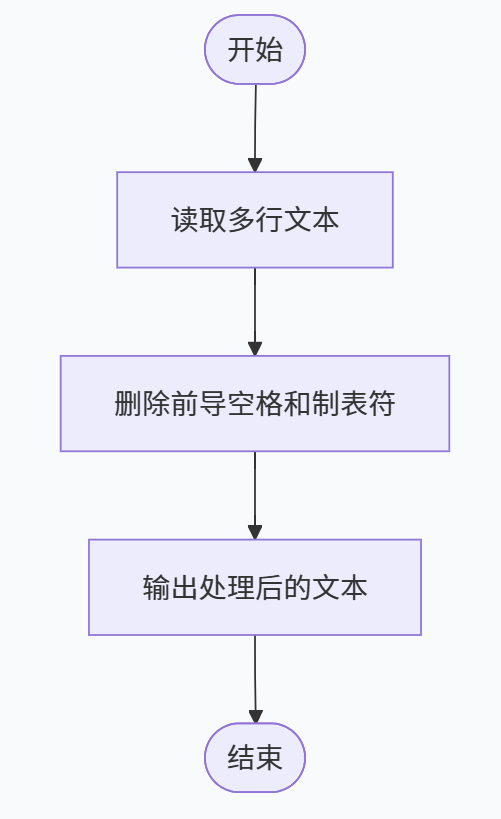 开始
读取多行文本
删除前导空格和制表符
输出处理后的文本
结束